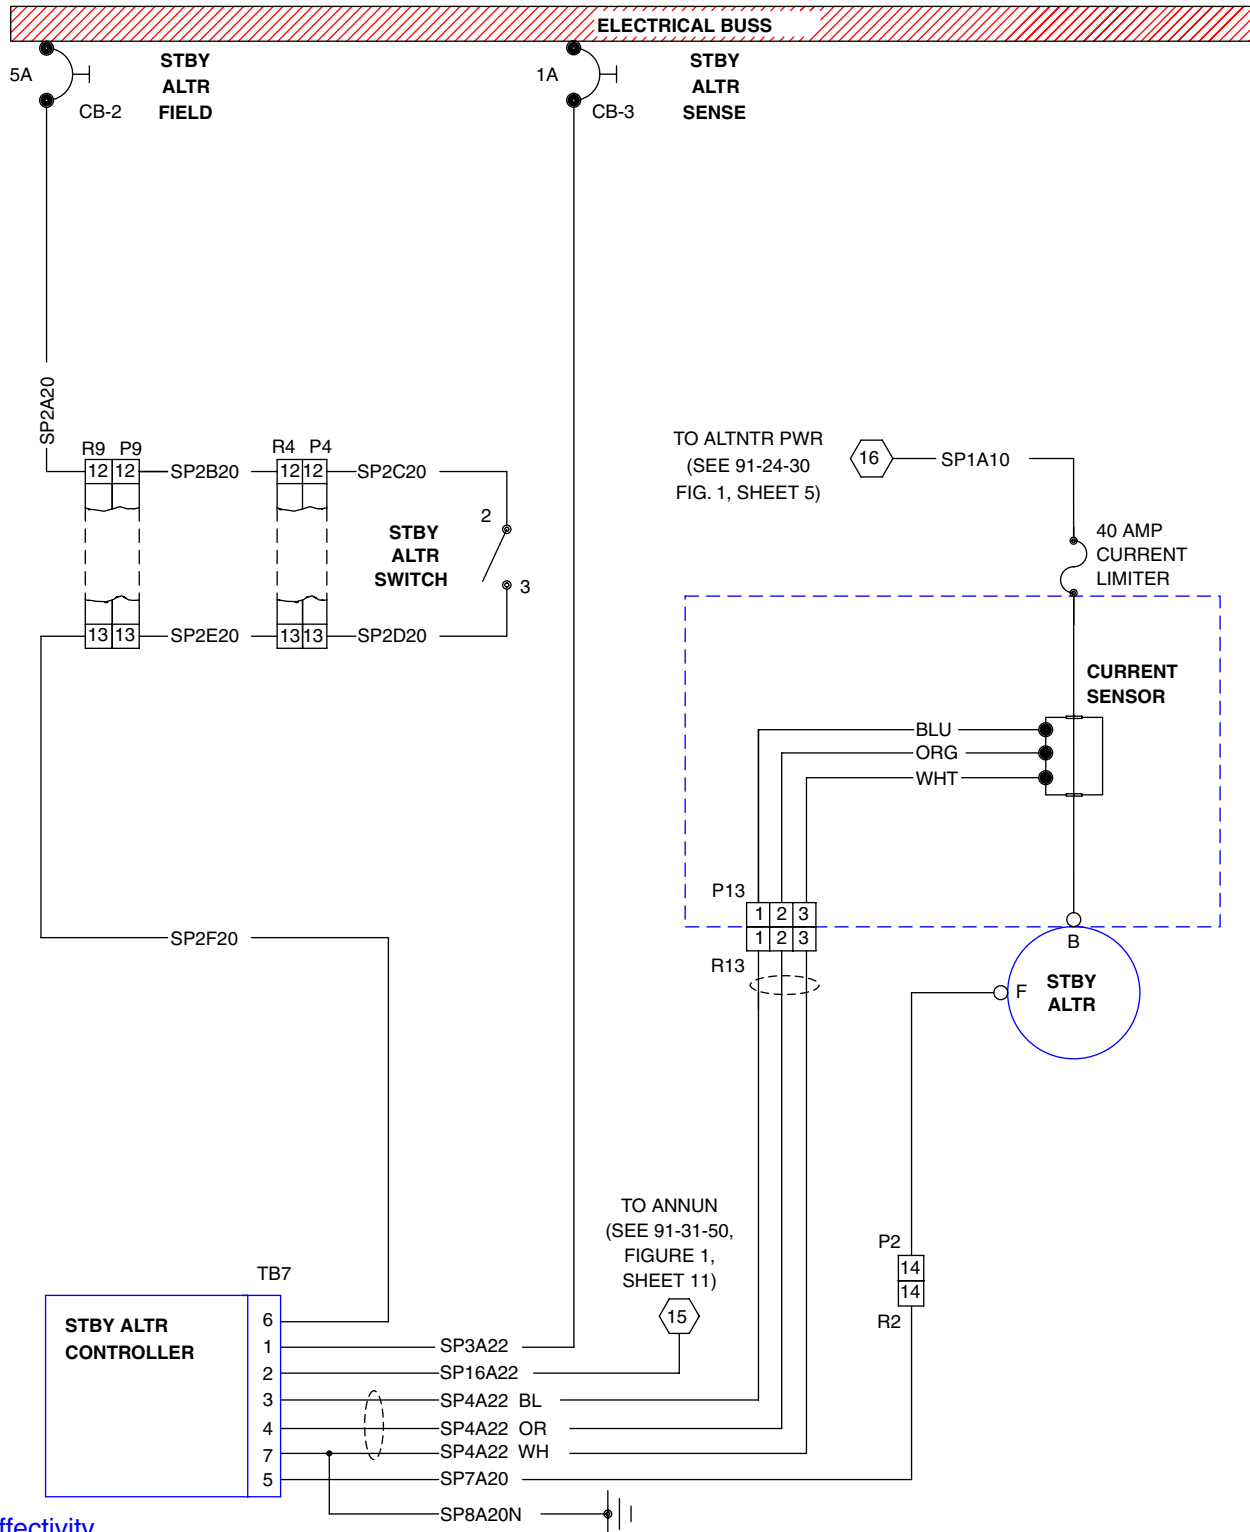 ELECTRICAL BUSS
5A
CB-2
STBY
ALTR
FIELD
1A
CB-3
STBY
ALTR
SENSE
SP2A20
R9 P9
12 12
SP2B20
R4 P4
12 12
SP2C20
2
STBY
ALTR
SWITCH
3
13 13
SP2E20
13 13
SP2D20
TO ALTNTR PWR
(SEE 91-24-30
FIG. 1, SHEET 5)
16
SP1A10
40 AMP
CURRENT
LIMITER
CURRENT
SENSOR
BLU
ORG
WHT
P13
1 2 3
1 2 3
R13
B
F
STBY
ALTR
SP2F20
TO ANNUN
(SEE 91-31-50,
FIGURE 1,
SHEET 11)
15
P2
14
14
R2
TB7
STBY ALTR
CONTROLLER
6
1 SP3A22
2 SP16A22
3 SP4A22 BL
4 SP4A22 OR
7 SP4A22 WH
5 SP7A20
SP8A20N
ffectivity